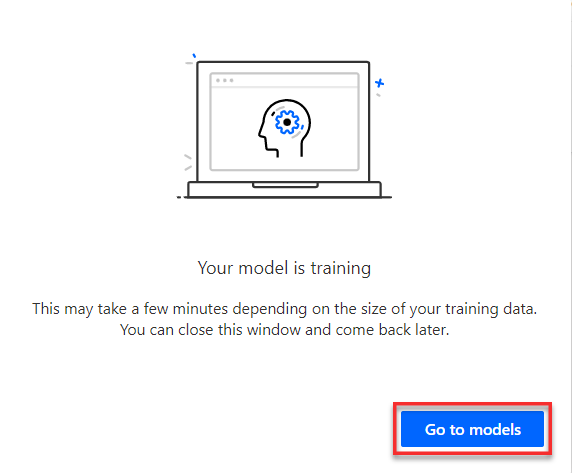 Your model is training
This may take a few minutes depending on the size of your training data.
You can close this window and come back later.
Go to models